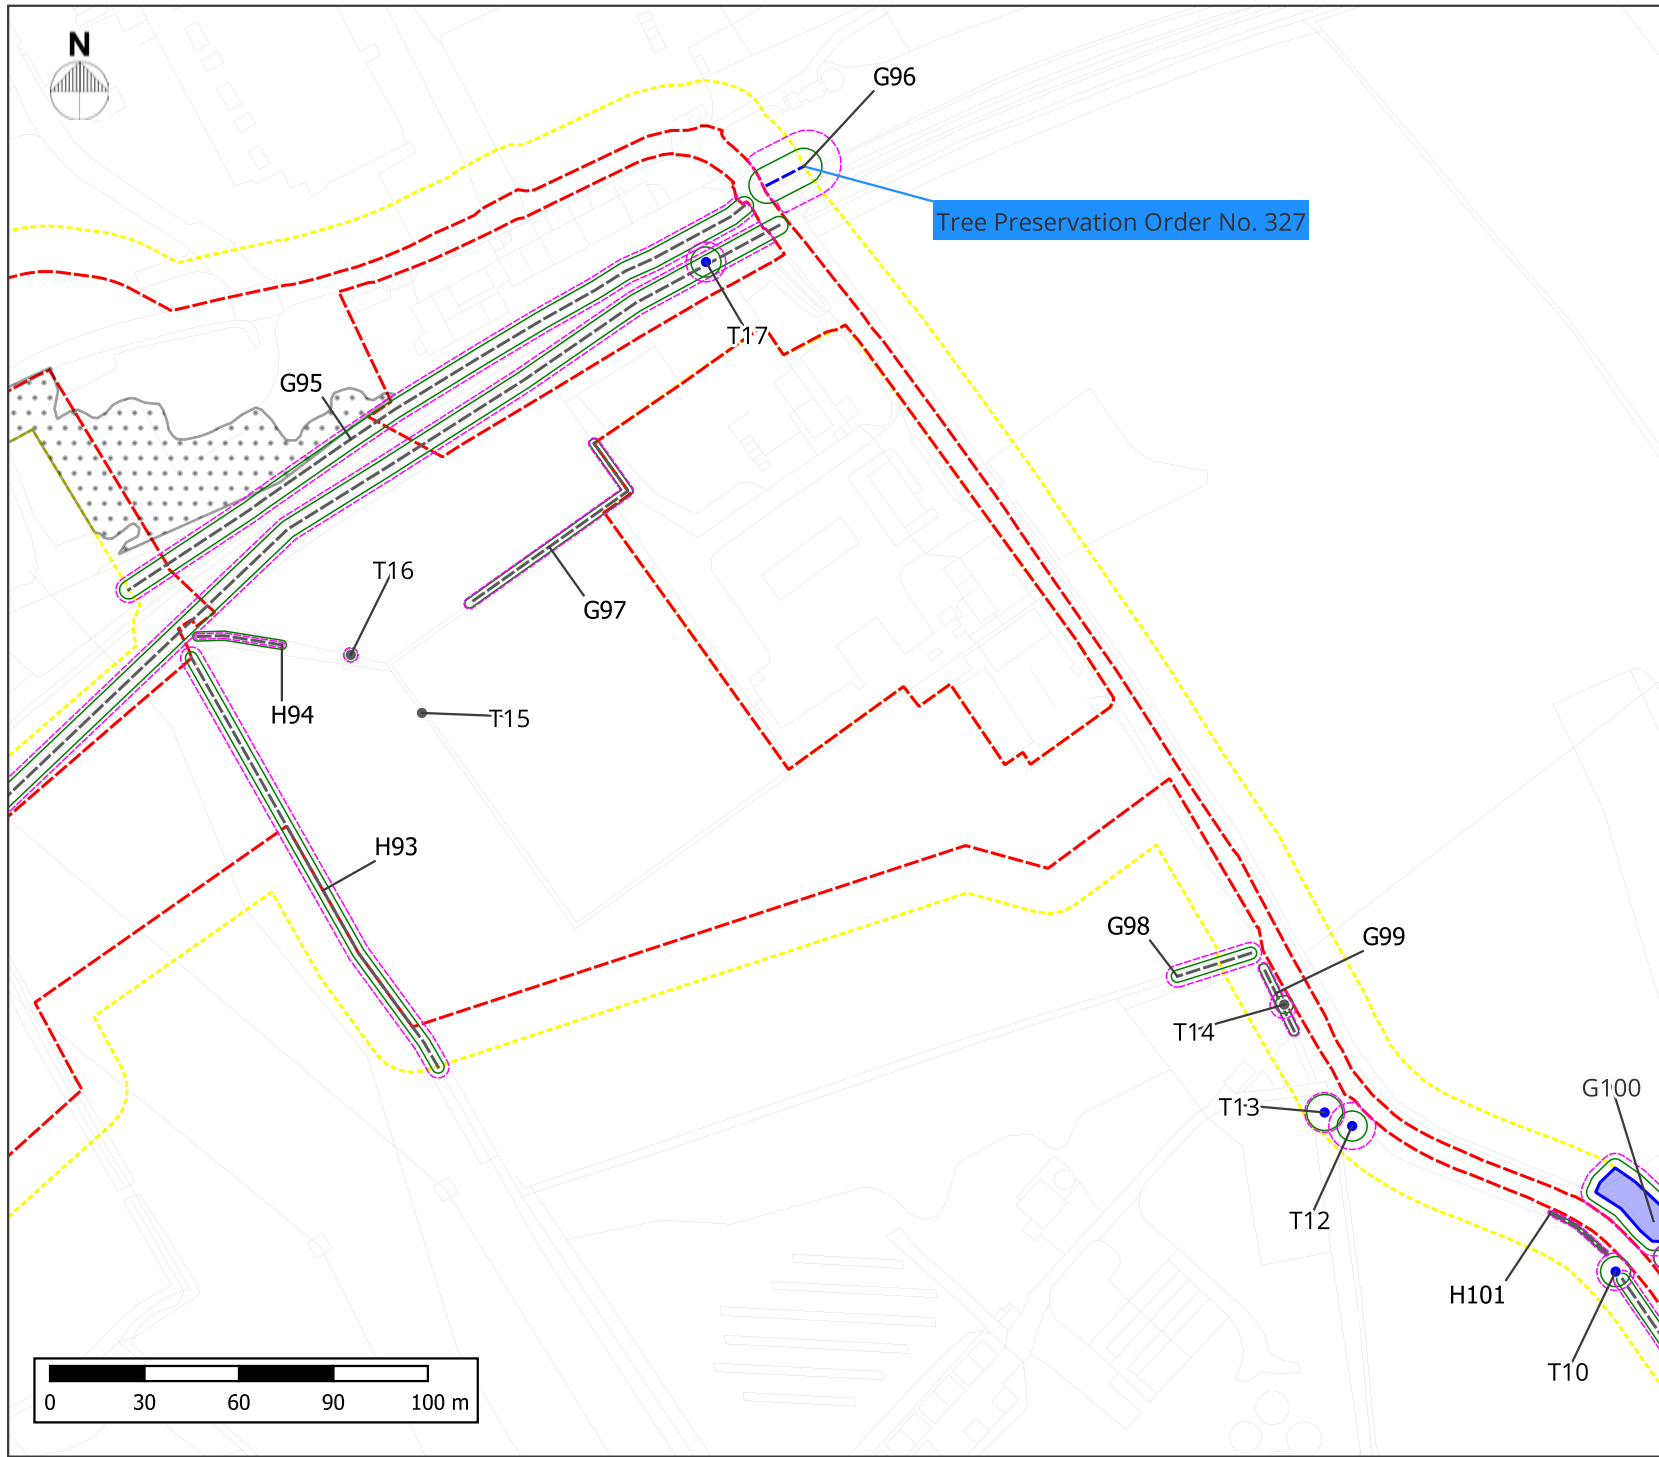 N
G96
Tree Preservation Order No. 327
T17
G95
T16
G97
H94
T15
H93
G98
G99
T14
G100
T13
T12
H101
T10
0 30 60 90 100 m